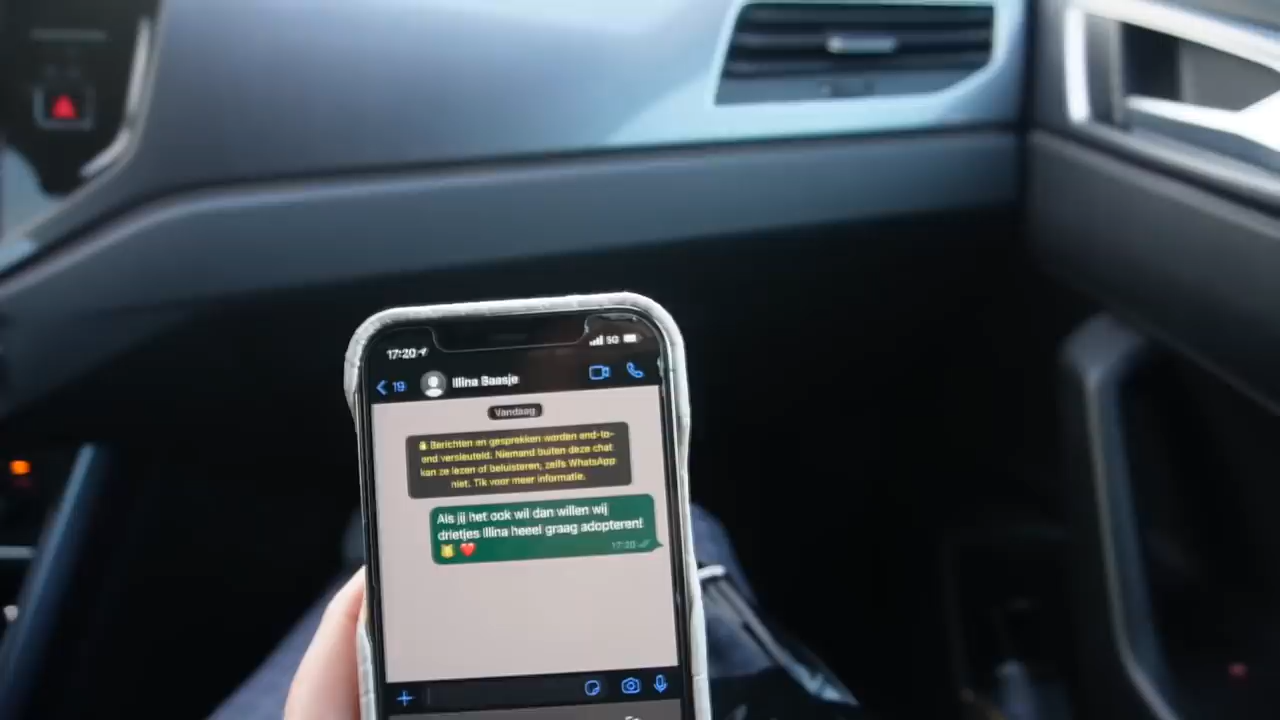 17:20
5G
19
Illina Baasje
Vandaag
Berichten en gesprekken worden end-to-
end versleuteld. Niemand buiten deze chat
kan ze lezen of beluisteren, zelfs WhatsApp
niet. Tik voor meer informatie.
Als jij het ook wil dan willen wij
drietjes Illina heeel graag adopteren!
17:20